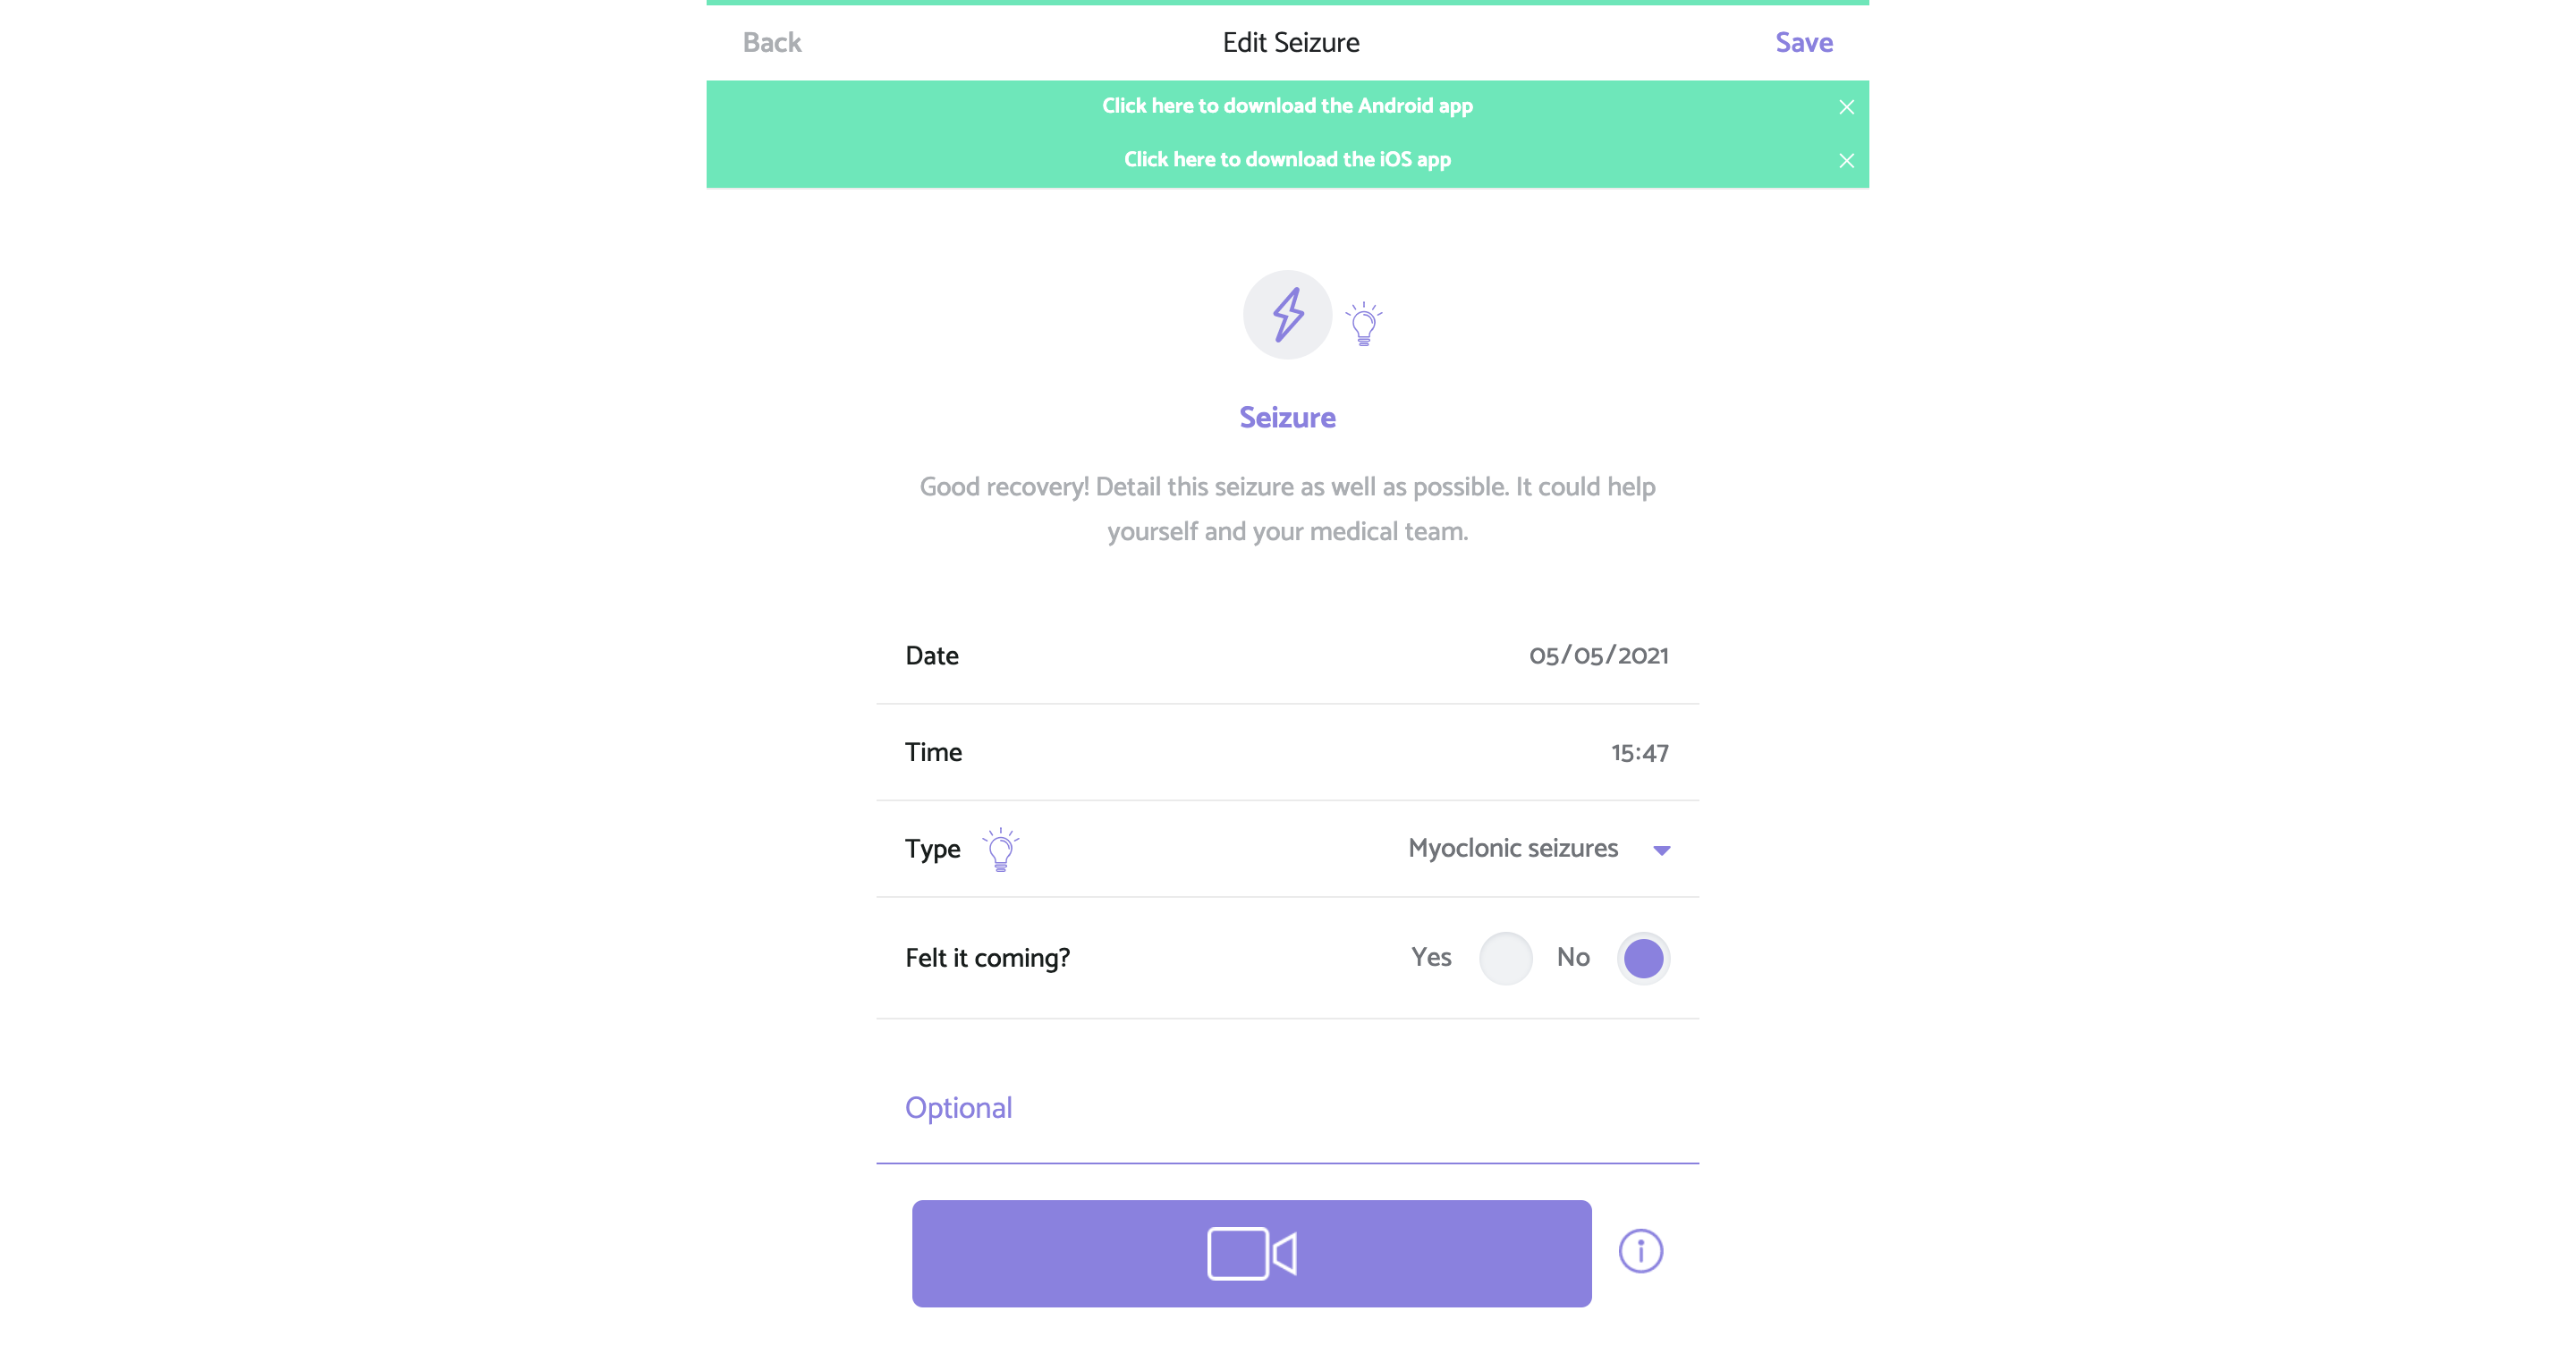 Back Edit Seizure Save
Click here to download the Android app
Click here to download the iOS app
Seizure
Good recovery! Detail this seizure as well as possible. It could help
yourself and your medical team.
Date 05/05/2021
Time 15:47
Type Myoclonic seizures
Felt it coming? Yes No
Optional